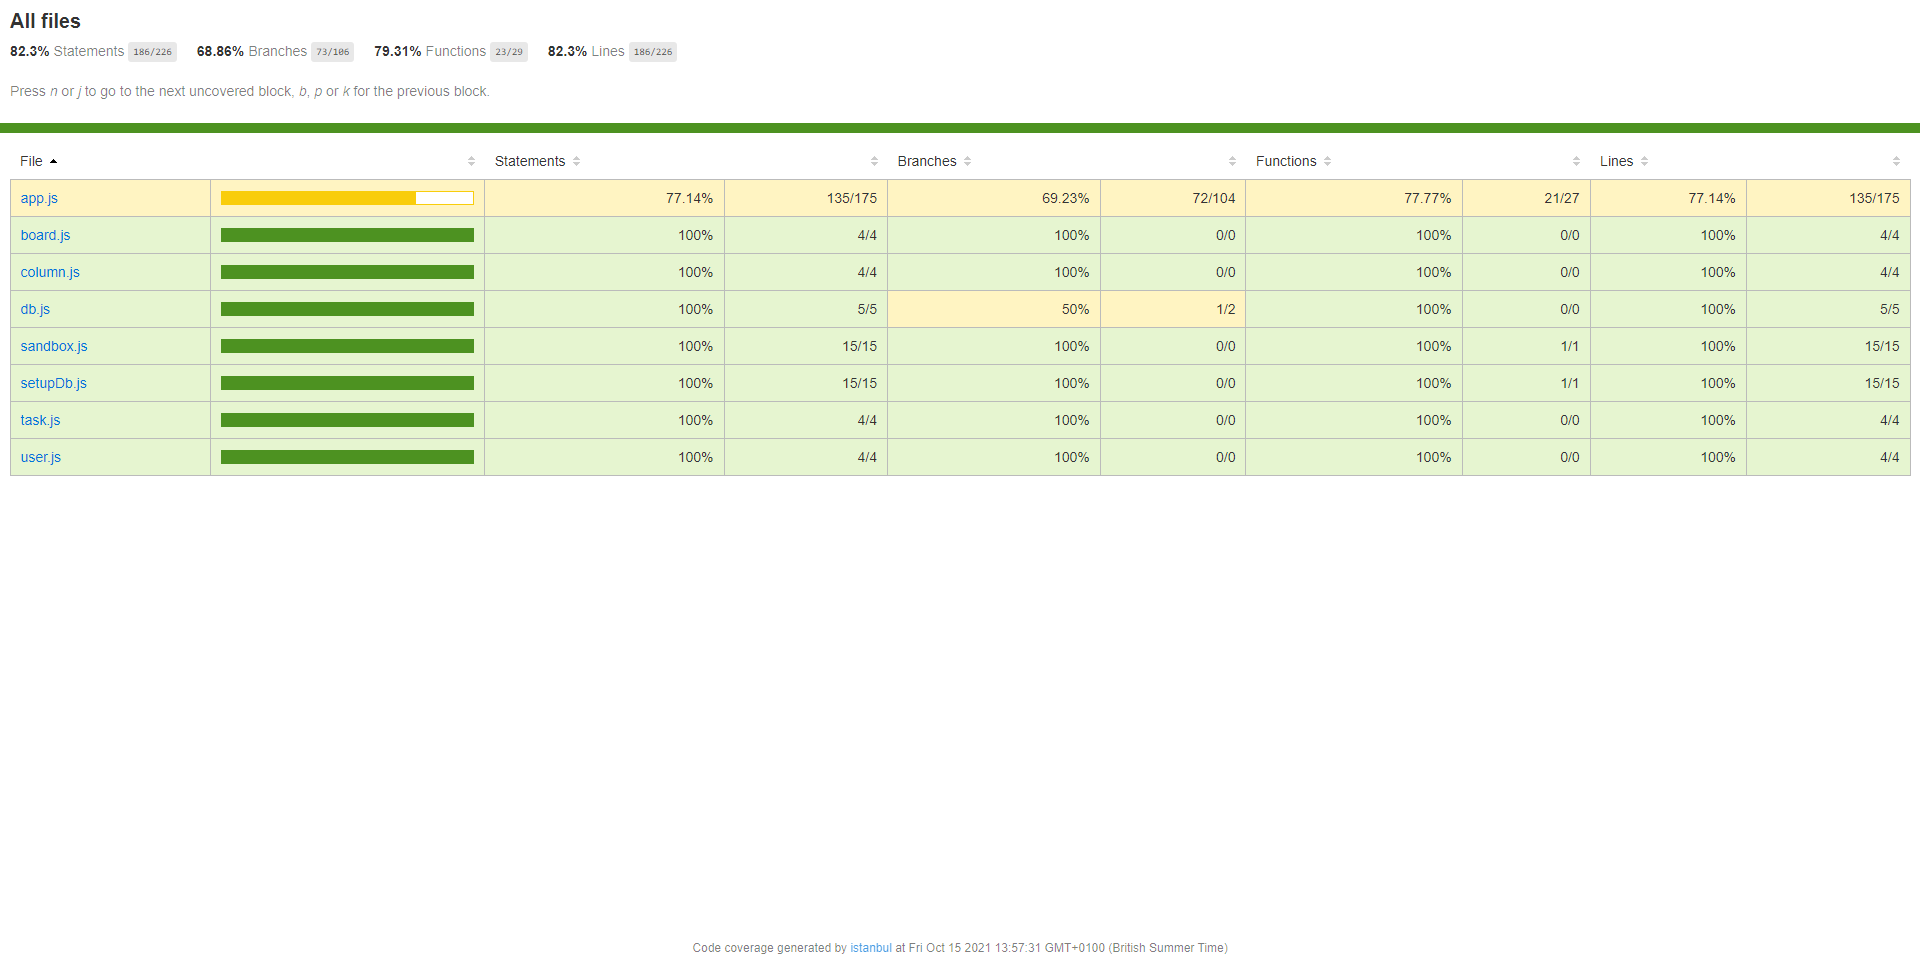 All files
82.3% Statements 186/226 68.86% Branches 73/106 79.31% Functions 23/29 82.3% Lines 186/226
Press n or j to go to the next uncovered block, b, p or k for the previous block.
File Statements Branches Functions Lines
app.js 77.14% 135/175 69.23% 72/104 77.77% 21/27 77.14% 135/175
board.js 100% 4/4 100% 0/0 100% 0/0 100% 4/4
column.js 100% 4/4 100% 0/0 100% 0/0 100% 4/4
db.js 100% 5/5 50% 1/2 100% 0/0 100% 5/5
sandbox.js 100% 15/15 100% 0/0 100% 1/1 100% 15/15
setupDb.js 100% 15/15 100% 0/0 100% 1/1 100% 15/15
task.js 100% 4/4 100% 0/0 100% 0/0 100% 4/4
user.js 100% 4/4 100% 0/0 100% 0/0 100% 4/4
Code coverage generated by istanbul at Fri Oct 15 2021 13:57:31 GMT+0100 (British Summer Time)